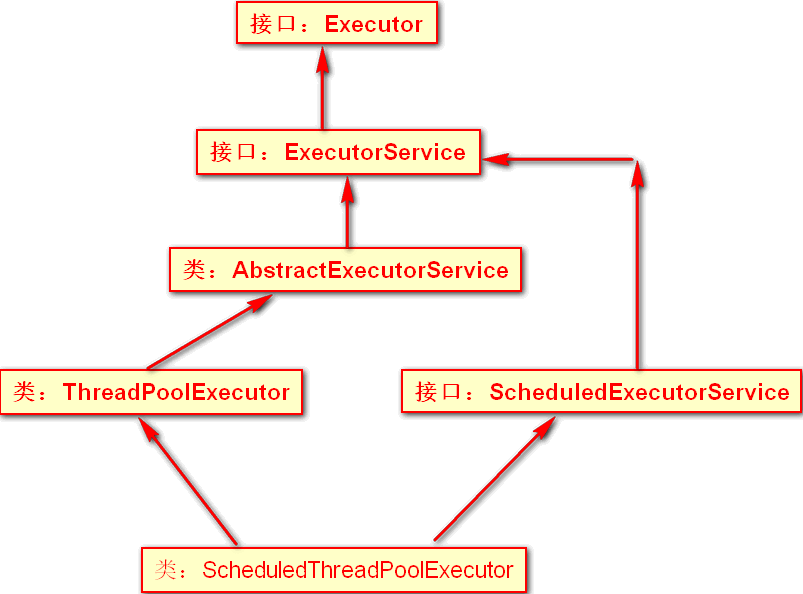 接口：Executor
接口：ExecutorService
类：AbstractExecutorService
类：ThreadPoolExecutor
接口：ScheduledExecutorService
类：ScheduledThreadPoolExecutor